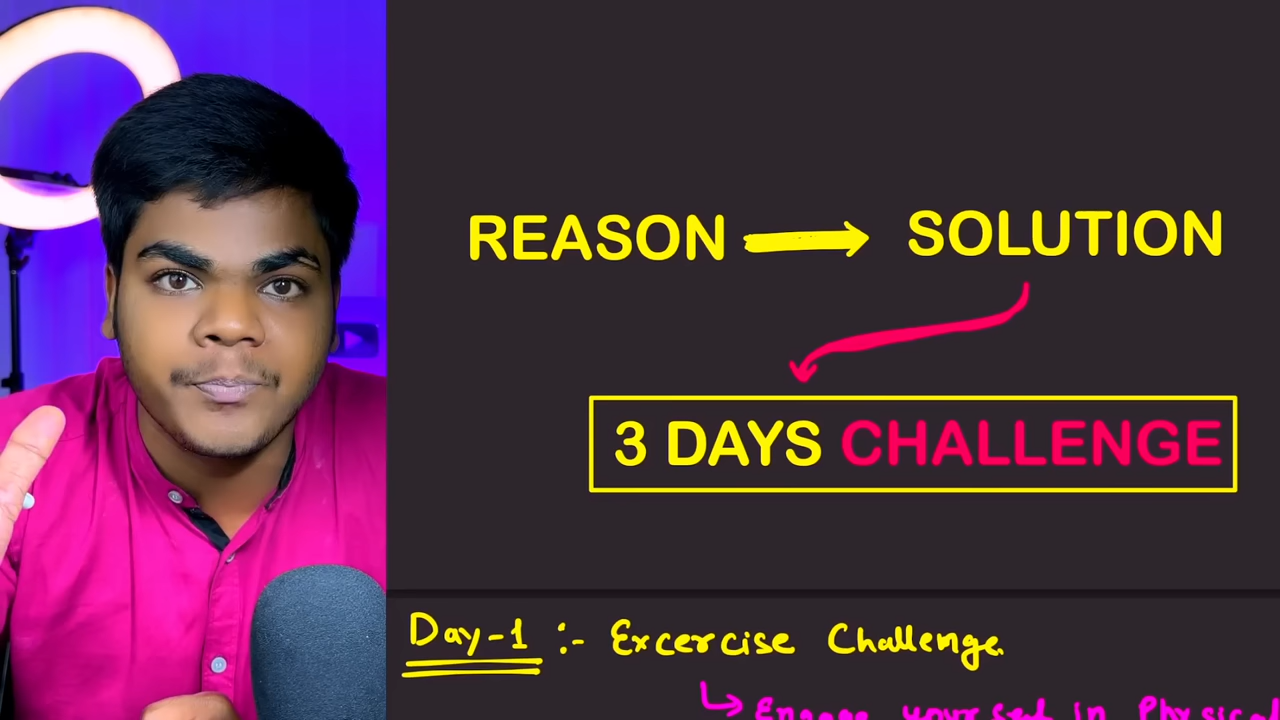 REASON → SOLUTION
3 DAYS CHALLENGE
Day-1 :- Excercise Challenge
↳ Engage yourself in Physical